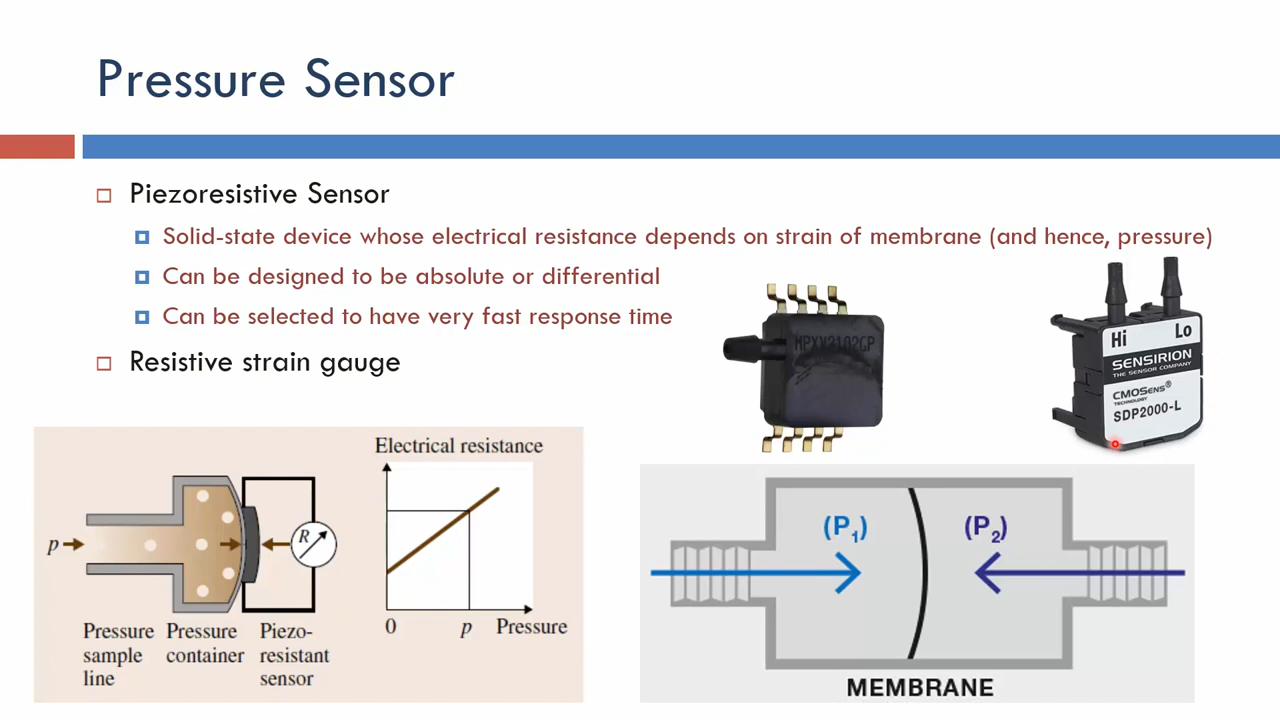 Pressure Sensor
Piezoresistive Sensor
Solid-state device whose electrical resistance depends on strain of membrane (and hence, pressure)
Can be designed to be absolute or differential
Can be selected to have very fast response time
Resistive strain gauge
MPXV2102GP
Hi Lo
SENSIRION
THE SENSOR COMPANY
CMOSens®
TECHNOLOGY
SDP2000-L
Electrical resistance
p
R
0 p Pressure
Pressure sample line
Pressure container
Piezo-resistant sensor
(P1) (P2)
MEMBRANE